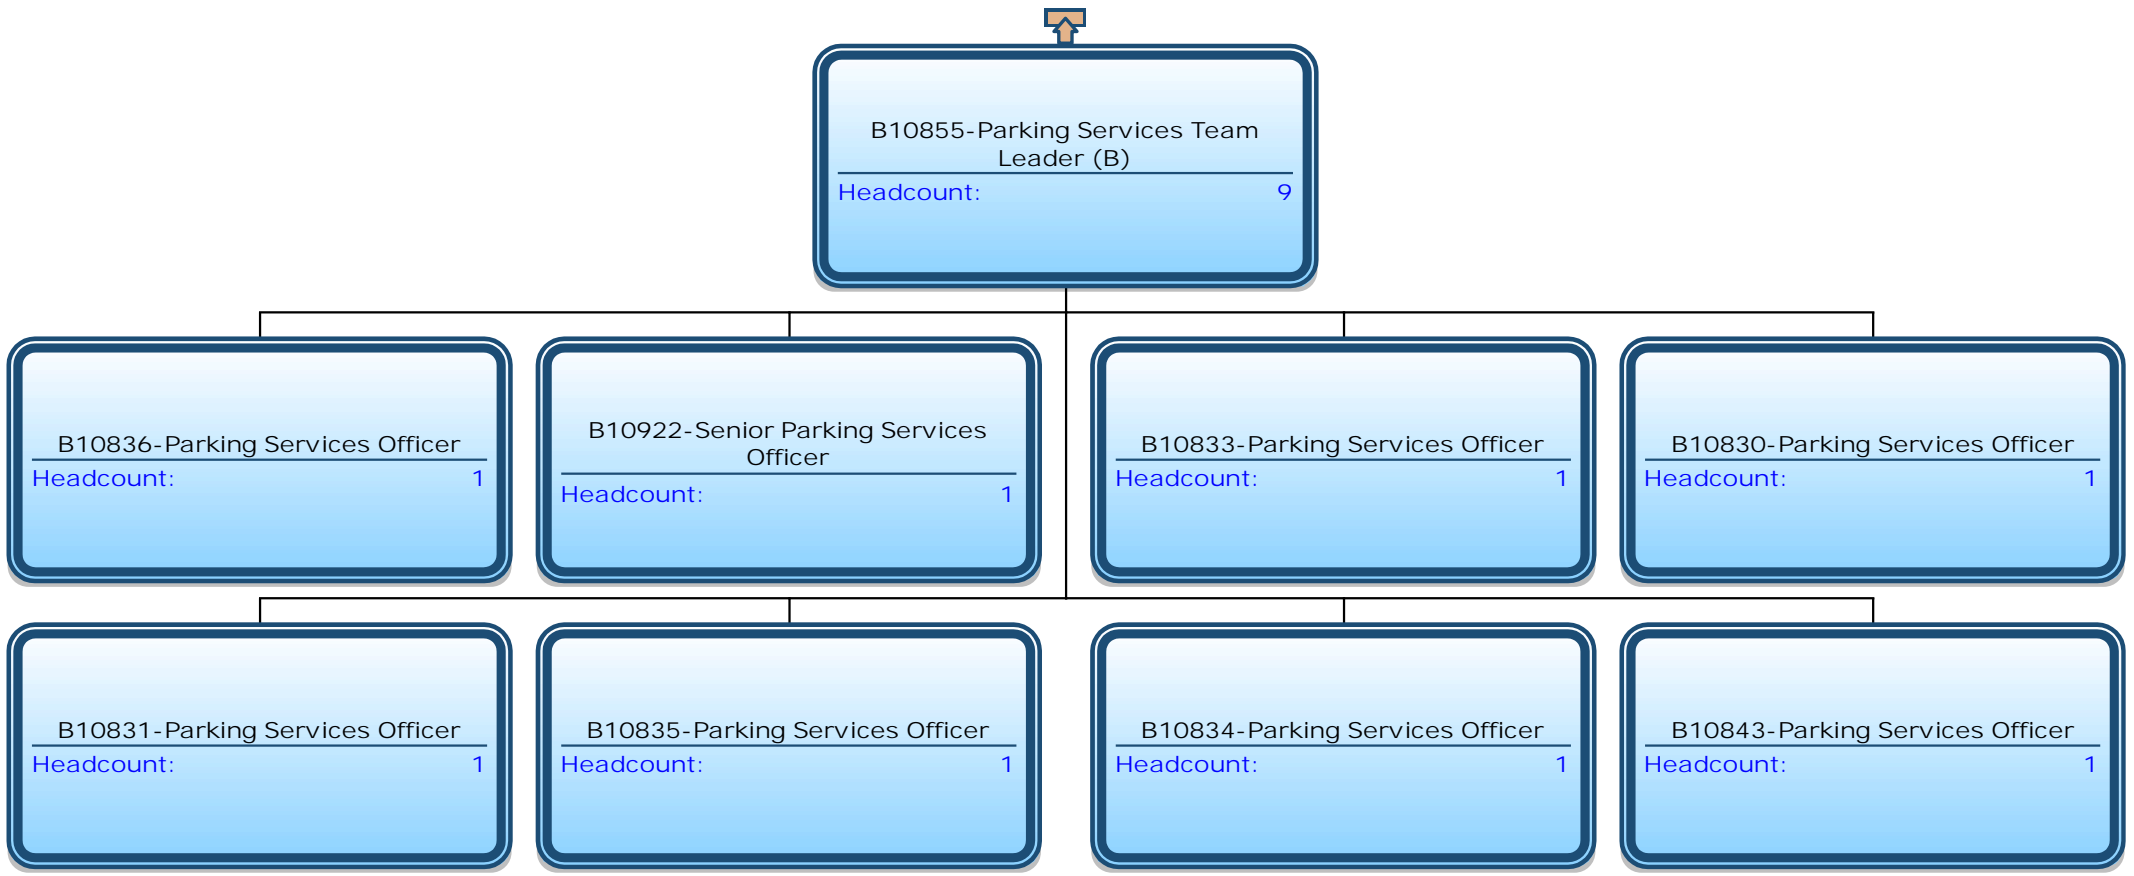 B10855-Parking Services Team
Leader (B)
Headcount: 9
B10836-Parking Services Officer
Headcount: 1
B10922-Senior Parking Services
Officer
Headcount: 1
B10833-Parking Services Officer
Headcount: 1
B10830-Parking Services Officer
Headcount: 1
B10831-Parking Services Officer
Headcount: 1
B10835-Parking Services Officer
Headcount: 1
B10834-Parking Services Officer
Headcount: 1
B10843-Parking Services Officer
Headcount: 1